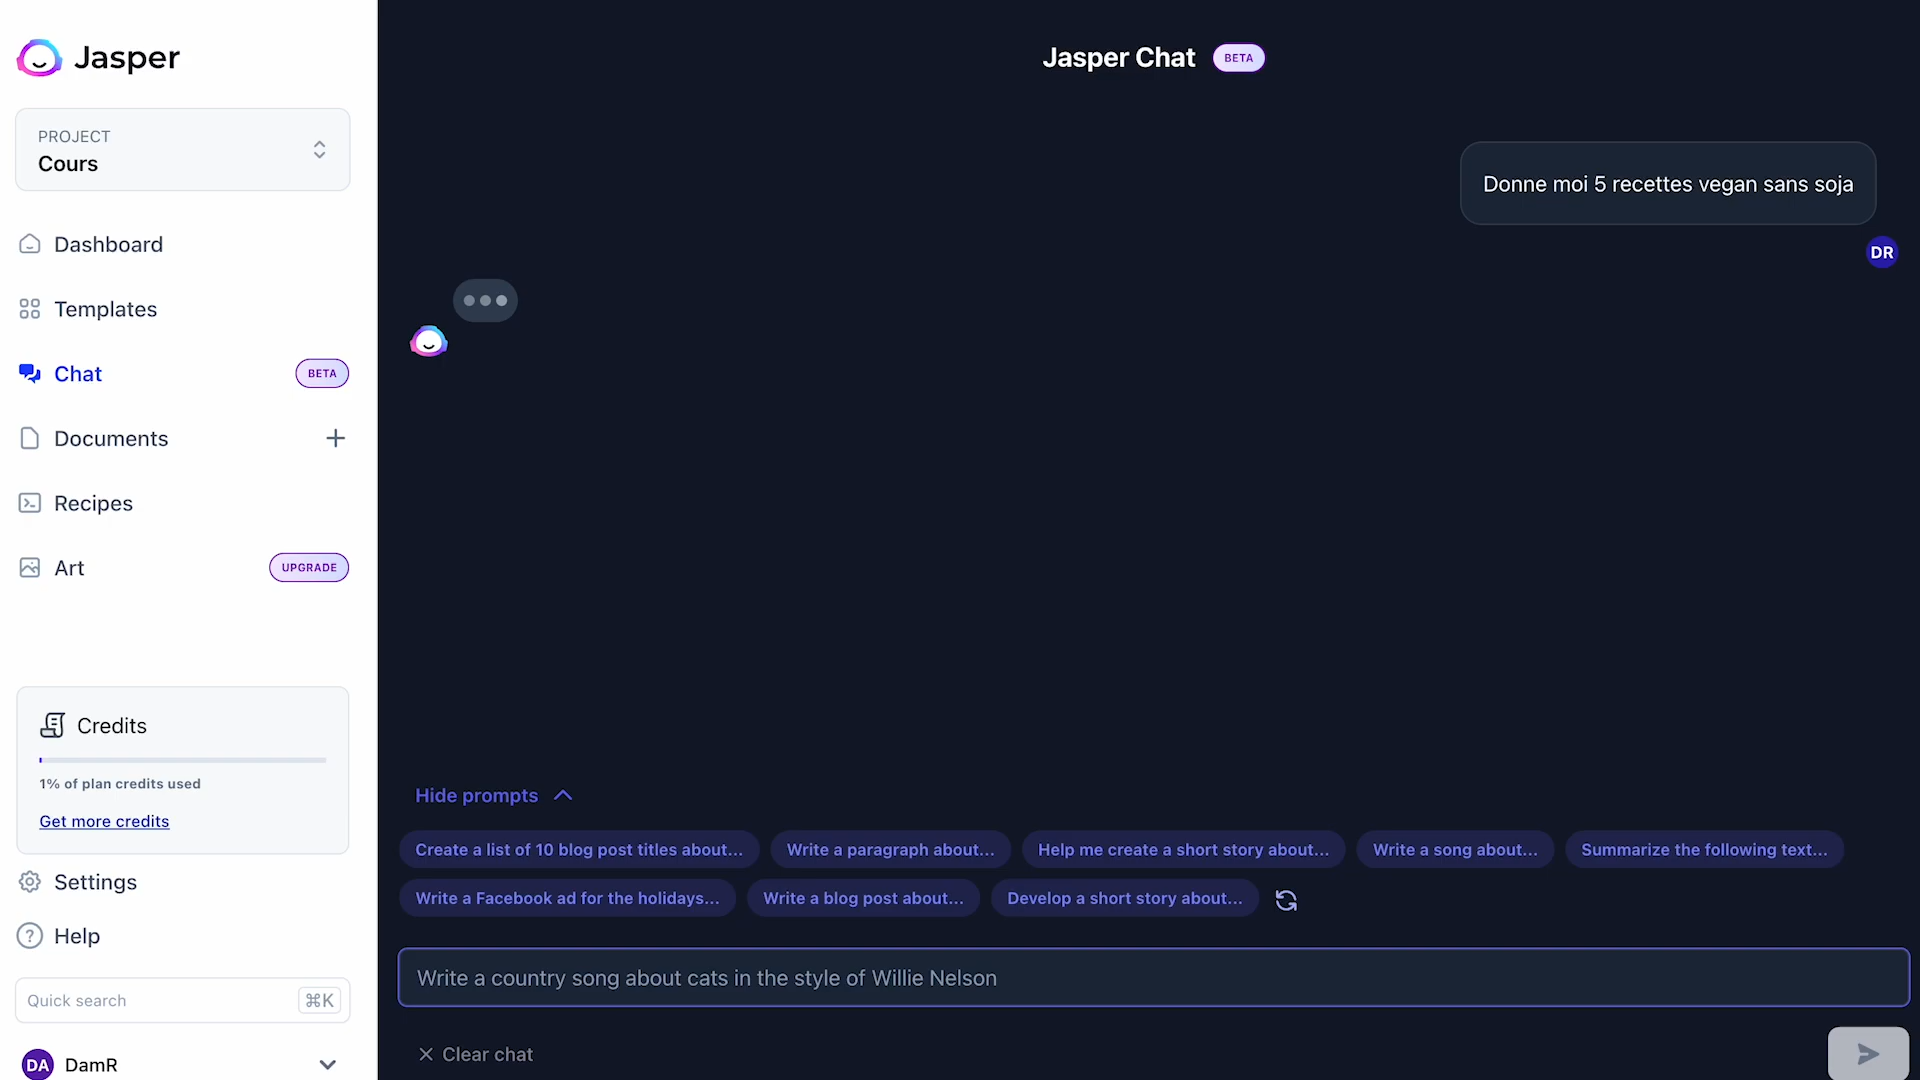 Jasper
PROJECT
Cours
Dashboard
Templates
Chat
BETA
Documents
Recipes
Art
UPGRADE
Credits
1% of plan credits used
Get more credits
Settings
Help
Quick search
⌘K
DA
DamR
Jasper Chat
BETA
Donne moi 5 recettes vegan sans soja
DR
Hide prompts
Create a list of 10 blog post titles about...
Write a paragraph about...
Help me create a short story about...
Write a song about...
Summarize the following text...
Write a Facebook ad for the holidays...
Write a blog post about...
Develop a short story about...
Write a country song about cats in the style of Willie Nelson
Clear chat